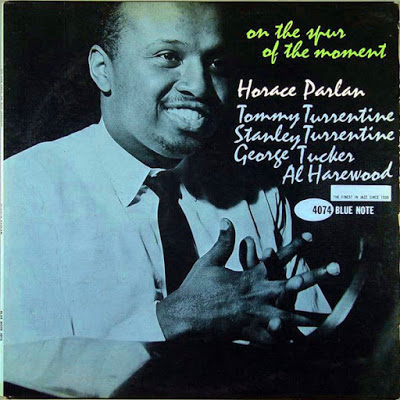 on the spur
of the moment
Horace Parlan
Tommy Turrentine
Stanley Turrentine
George Tucker
Al Harewood
THE FINEST IN JAZZ SINCE 1939
4074 BLUE NOTE